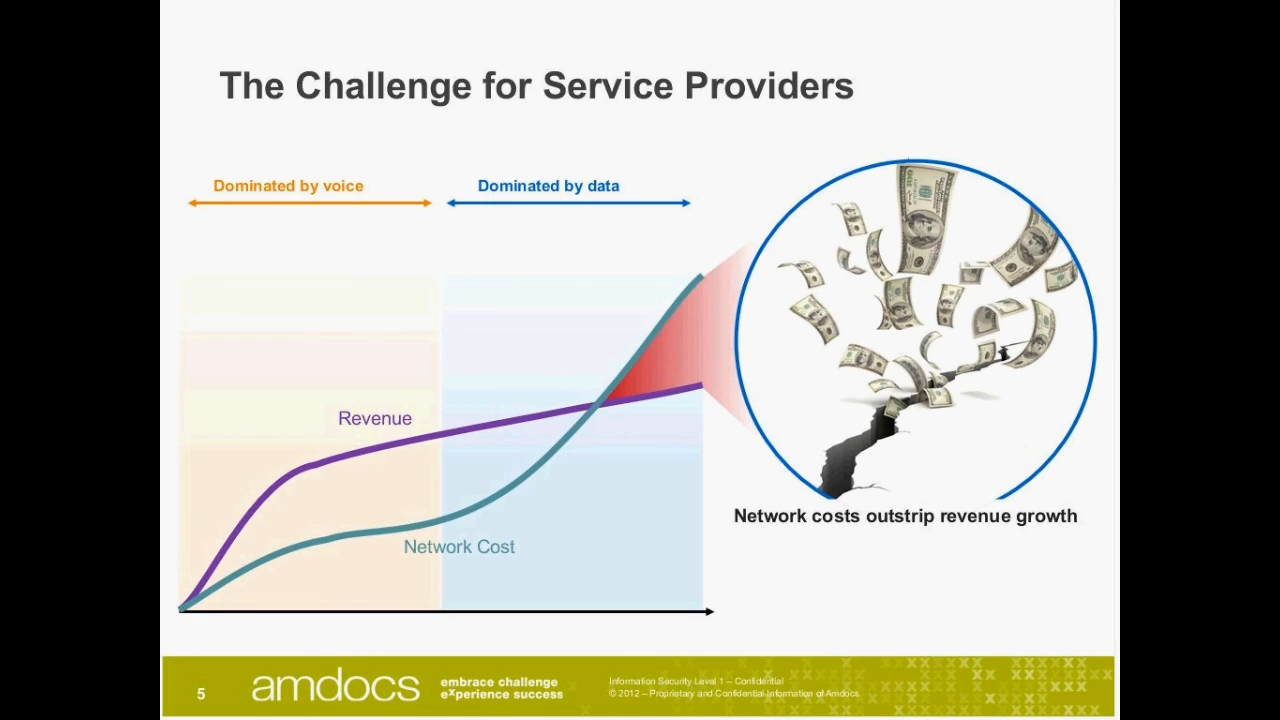 The Challenge for Service Providers
Dominated by voice
Dominated by data
Revenue
Network Cost
Network costs outstrip revenue growth
5
amdocs
embrace challenge
experience success
Information Security Level 1 – Confidential
© 2012 – Proprietary and Confidential Information of Amdocs